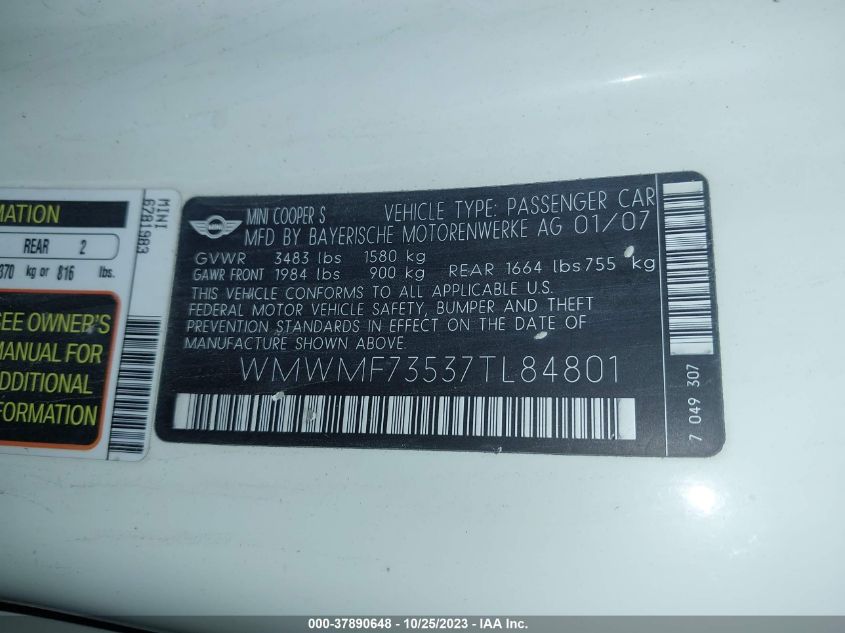 MATION
REAR 2
370 kg or 816 lbs.
SEE OWNER'S
MANUAL FOR
ADDITIONAL
FORMATION
MINI
6781983
MINI
MINI COOPER S VEHICLE TYPE: PASSENGER CAR
MFD BY BAYERISCHE MOTORENWERKE AG 01/07
GVWR 3483 lbs 1580 kg
GAWR FRONT 1984 lbs 900 kg REAR 1664 lbs 755 kg
THIS VEHICLE CONFORMS TO ALL APPLICABLE U.S.
FEDERAL MOTOR VEHICLE SAFETY, BUMPER AND THEFT
PREVENTION STANDARDS IN EFFECT ON THE DATE OF
MANUFACTURE SHOWN ABOVE.
WMWMF73537TL84801
7 049 307
000-37890648 - 10/25/2023 - IAA Inc.